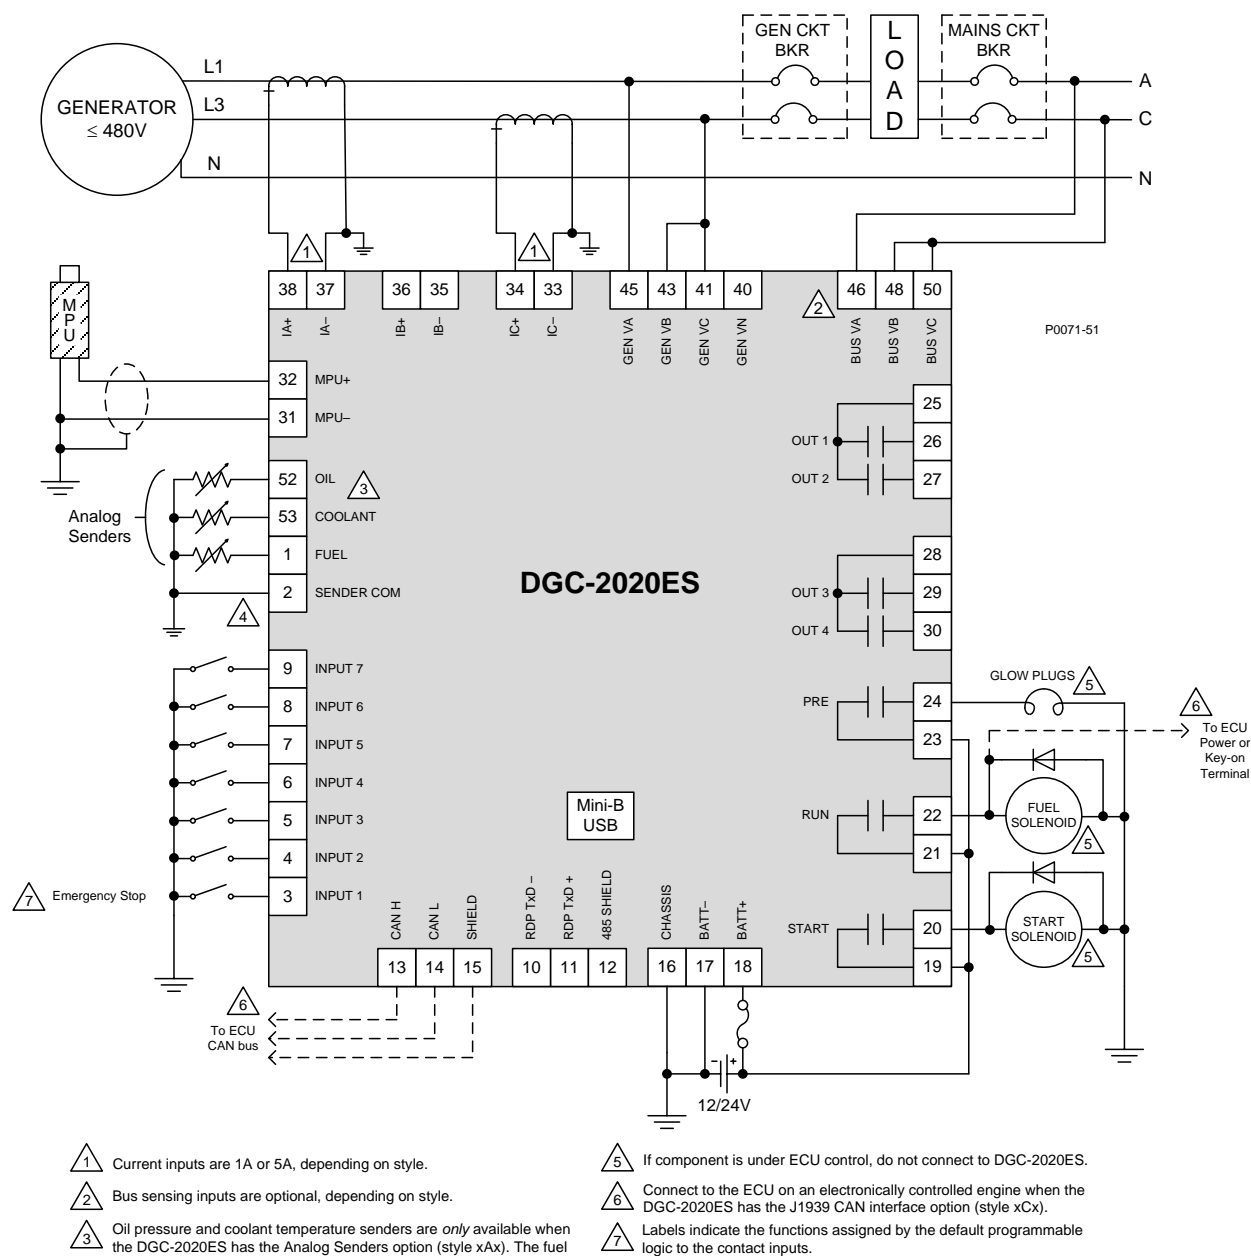 GEN CKT
BKR
LOAD
MAINS CKT
BKR
L1
A
GENERATOR
≤ 480V
L3
C
N
N
1
1
38 37 36 35 34 33 45 43 41 40 2 46 48 50
IA+ IA– IB+ IB– IC+ IC– GEN VA GEN VB GEN VC GEN VN BUS VA BUS VB BUS VC
P0071-51
MPU
32 MPU+
31 MPU–
25
OUT 1 26
OUT 2 27
Analog
Senders
52 OIL 3
53 COOLANT
1 FUEL
2 SENDER COM
4
DGC-2020ES
28
OUT 3 29
OUT 4 30
9 INPUT 7
8 INPUT 6
7 INPUT 5
6 INPUT 4
5 INPUT 3
4 INPUT 2
7 Emergency Stop 3 INPUT 1
GLOW PLUGS 5
PRE 24
23
6
To ECU
Power or
Key-on
Terminal
Mini-B
USB
RUN 22
21
FUEL
SOLENOID
5
START 20
19
START
SOLENOID
5
CAN H CAN L SHIELD RDP TxD – RDP TxD + 485 SHIELD CHASSIS BATT– BATT+
13 14 15 10 11 12 16 17 18
6
To ECU
CAN bus
- +
12/24V
1 Current inputs are 1A or 5A, depending on style.
2 Bus sensing inputs are optional, depending on style.
3 Oil pressure and coolant temperature senders are only available when
the DGC-2020ES has the Analog Senders option (style xAx). The fuel
5 If component is under ECU control, do not connect to DGC-2020ES.
6 Connect to the ECU on an electronically controlled engine when the
DGC-2020ES has the J1939 CAN interface option (style xCx).
7 Labels indicate the functions assigned by the default programmable
logic to the contact inputs.